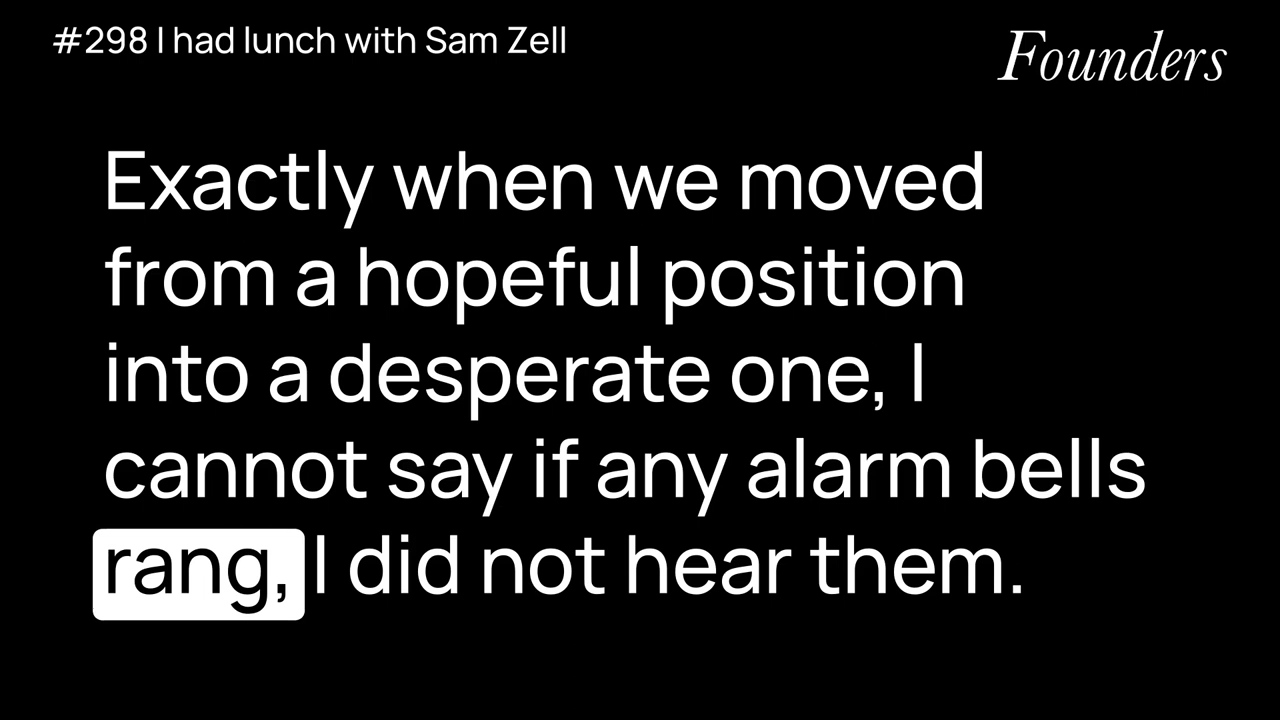 #298 I had lunch with Sam Zell
Founders
Exactly when we moved
from a hopeful position
into a desperate one, I
cannot say if any alarm bells
rang, I did not hear them.